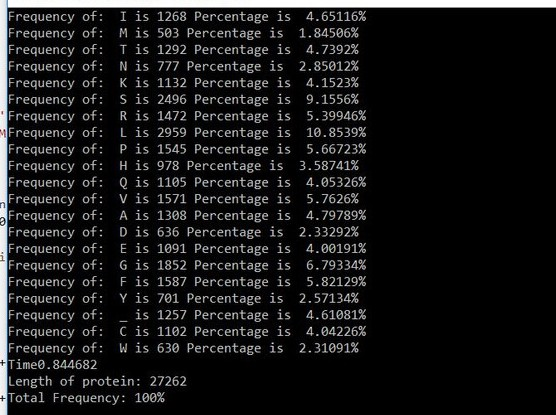 Frequency of:  I is 1268 Percentage is  4.65116%
Frequency of:  M is 503 Percentage is  1.84506%
Frequency of:  T is 1292 Percentage is  4.7392%
Frequency of:  N is 777 Percentage is  2.85012%
Frequency of:  K is 1132 Percentage is  4.1523%
Frequency of:  S is 2496 Percentage is  9.1556%
Frequency of:  R is 1472 Percentage is  5.39946%
Frequency of:  L is 2959 Percentage is  10.8539%
Frequency of:  P is 1545 Percentage is  5.66723%
Frequency of:  H is 978 Percentage is  3.58741%
Frequency of:  Q is 1105 Percentage is  4.05326%
Frequency of:  V is 1571 Percentage is  5.7626%
Frequency of:  A is 1308 Percentage is  4.79789%
Frequency of:  D is 636 Percentage is  2.33292%
Frequency of:  E is 1091 Percentage is  4.00191%
Frequency of:  G is 1852 Percentage is  6.79334%
Frequency of:  F is 1587 Percentage is  5.82129%
Frequency of:  Y is 701 Percentage is  2.57134%
Frequency of:  _ is 1257 Percentage is  4.61081%
Frequency of:  C is 1102 Percentage is  4.04226%
Frequency of:  W is 630 Percentage is  2.31091%
Time0.844682
Length of protein: 27262
Total Frequency: 100%